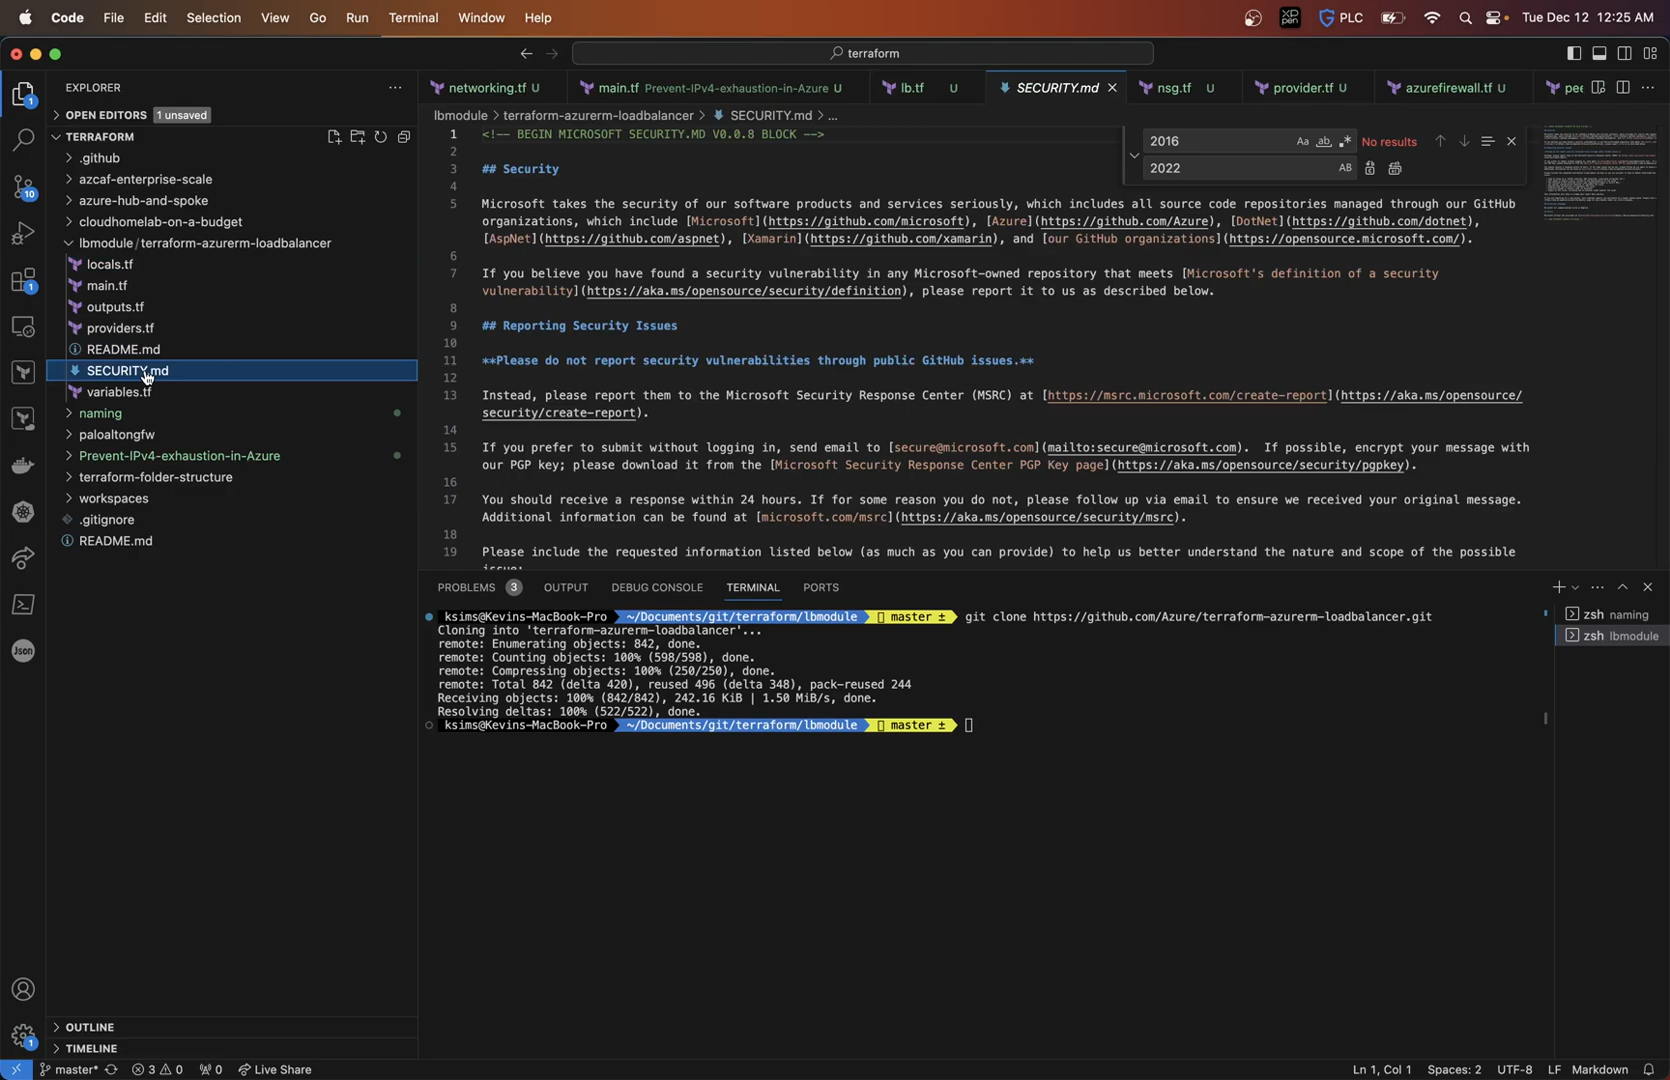 Code File Edit Selection View Go Run Terminal Window Help
PLC Tue Dec 12 12:25 AM
terraform
EXPLORER
OPEN EDITORS 1 unsaved
TERRAFORM
.github
azcaf-enterprise-scale
azure-hub-and-spoke
cloudhomelab-on-a-budget
lbmodule/terraform-azurerm-loadbalancer
locals.tf
main.tf
outputs.tf
providers.tf
README.md
SECURITY.md
variables.tf
naming
paloaltongfw
Prevent-IPv4-exhaustion-in-Azure
terraform-folder-structure
workspaces
.gitignore
README.md
OUTLINE
TIMELINE
1
10
1
Json
1
networking.tf U main.tf Prevent-IPv4-exhaustion-in-Azure U lb.tf U SECURITY.md nsg.tf U provider.tf U azurefirewall.tf U pee
lbmodule > terraform-azurerm-loadbalancer > SECURITY.md > ...
2016 Aa ab No results
2022 AB
1 <!-- BEGIN MICROSOFT SECURITY.MD V0.0.8 BLOCK -->
2
3 ## Security
4
5 Microsoft takes the security of our software products and services seriously, which includes all source code repositories managed through our GitHub
organizations, which include [Microsoft](https://github.com/microsoft), [Azure](https://github.com/Azure), [DotNet](https://github.com/dotnet),
[AspNet](https://github.com/aspnet), [Xamarin](https://github.com/xamarin), and [our GitHub organizations](https://opensource.microsoft.com/).
6
7 If you believe you have found a security vulnerability in any Microsoft-owned repository that meets [Microsoft's definition of a security
vulnerability](https://aka.ms/opensource/security/definition), please report it to us as described below.
8
9 ## Reporting Security Issues
10
11 **Please do not report security vulnerabilities through public GitHub issues.**
12
13 Instead, please report them to the Microsoft Security Response Center (MSRC) at [https://msrc.microsoft.com/create-report](https://aka.ms/opensource/
security/create-report).
14
15 If you prefer to submit without logging in, send email to [secure@microsoft.com](mailto:secure@microsoft.com).  If possible, encrypt your message with
our PGP key; please download it from the [Microsoft Security Response Center PGP Key page](https://aka.ms/opensource/security/pgpkey).
16
17 You should receive a response within 24 hours. If for some reason you do not, please follow up via email to ensure we received your original message.
Additional information can be found at [microsoft.com/msrc](https://aka.ms/opensource/security/msrc).
18
19 Please include the requested information listed below (as much as you can provide) to help us better understand the nature and scope of the possible
issue:
PROBLEMS 3 OUTPUT DEBUG CONSOLE TERMINAL PORTS
ksims@Kevins-MacBook-Pro ~/Documents/git/terraform/lbmodule master ± git clone https://github.com/Azure/terraform-azurerm-loadbalancer.git
Cloning into 'terraform-azurerm-loadbalancer'...
remote: Enumerating objects: 842, done.
remote: Counting objects: 100% (598/598), done.
remote: Compressing objects: 100% (250/250), done.
remote: Total 842 (delta 420), reused 496 (delta 348), pack-reused 244
Receiving objects: 100% (842/842), 242.16 KiB | 1.50 MiB/s, done.
Resolving deltas: 100% (522/522), done.
ksims@Kevins-MacBook-Pro ~/Documents/git/terraform/lbmodule master ±
zsh naming
zsh lbmodule
master* 3 0 0 Live Share
Ln 1, Col 1 Spaces: 2 UTF-8 LF Markdown